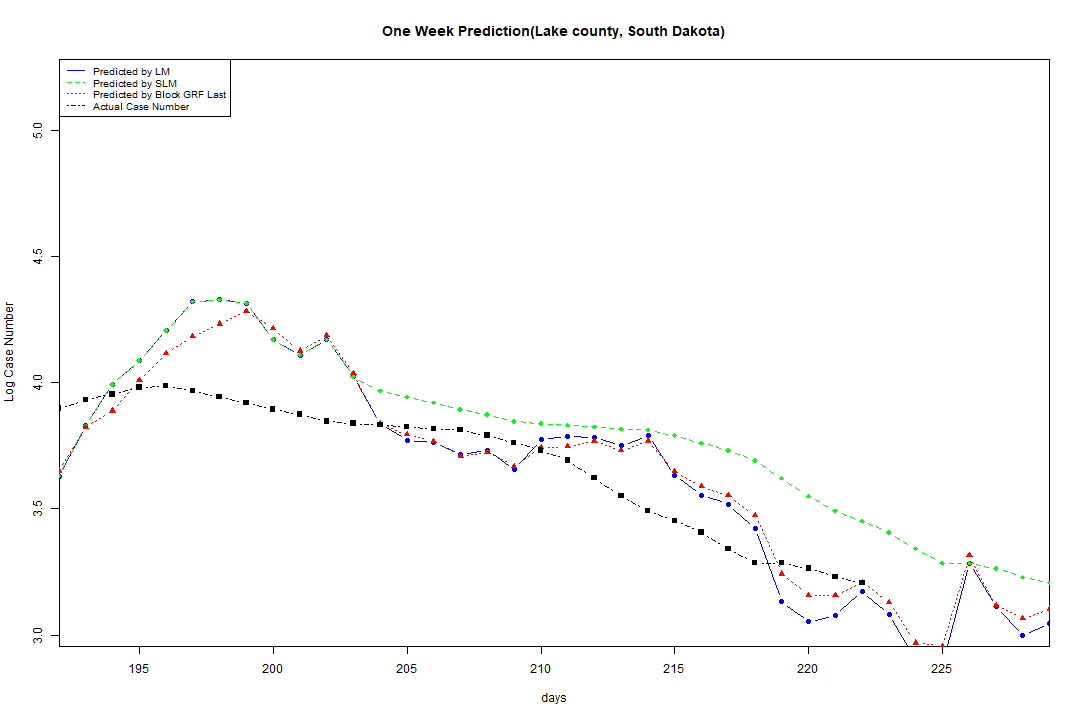 One Week Prediction(Lake county, South Dakota)
Predicted by LM
Predicted by SLM
Predicted by Block GRF Last
Actual Case Number
5.0
4.5
4.0
3.5
3.0
Log Case Number
195 200 205 210 215 220 225
days